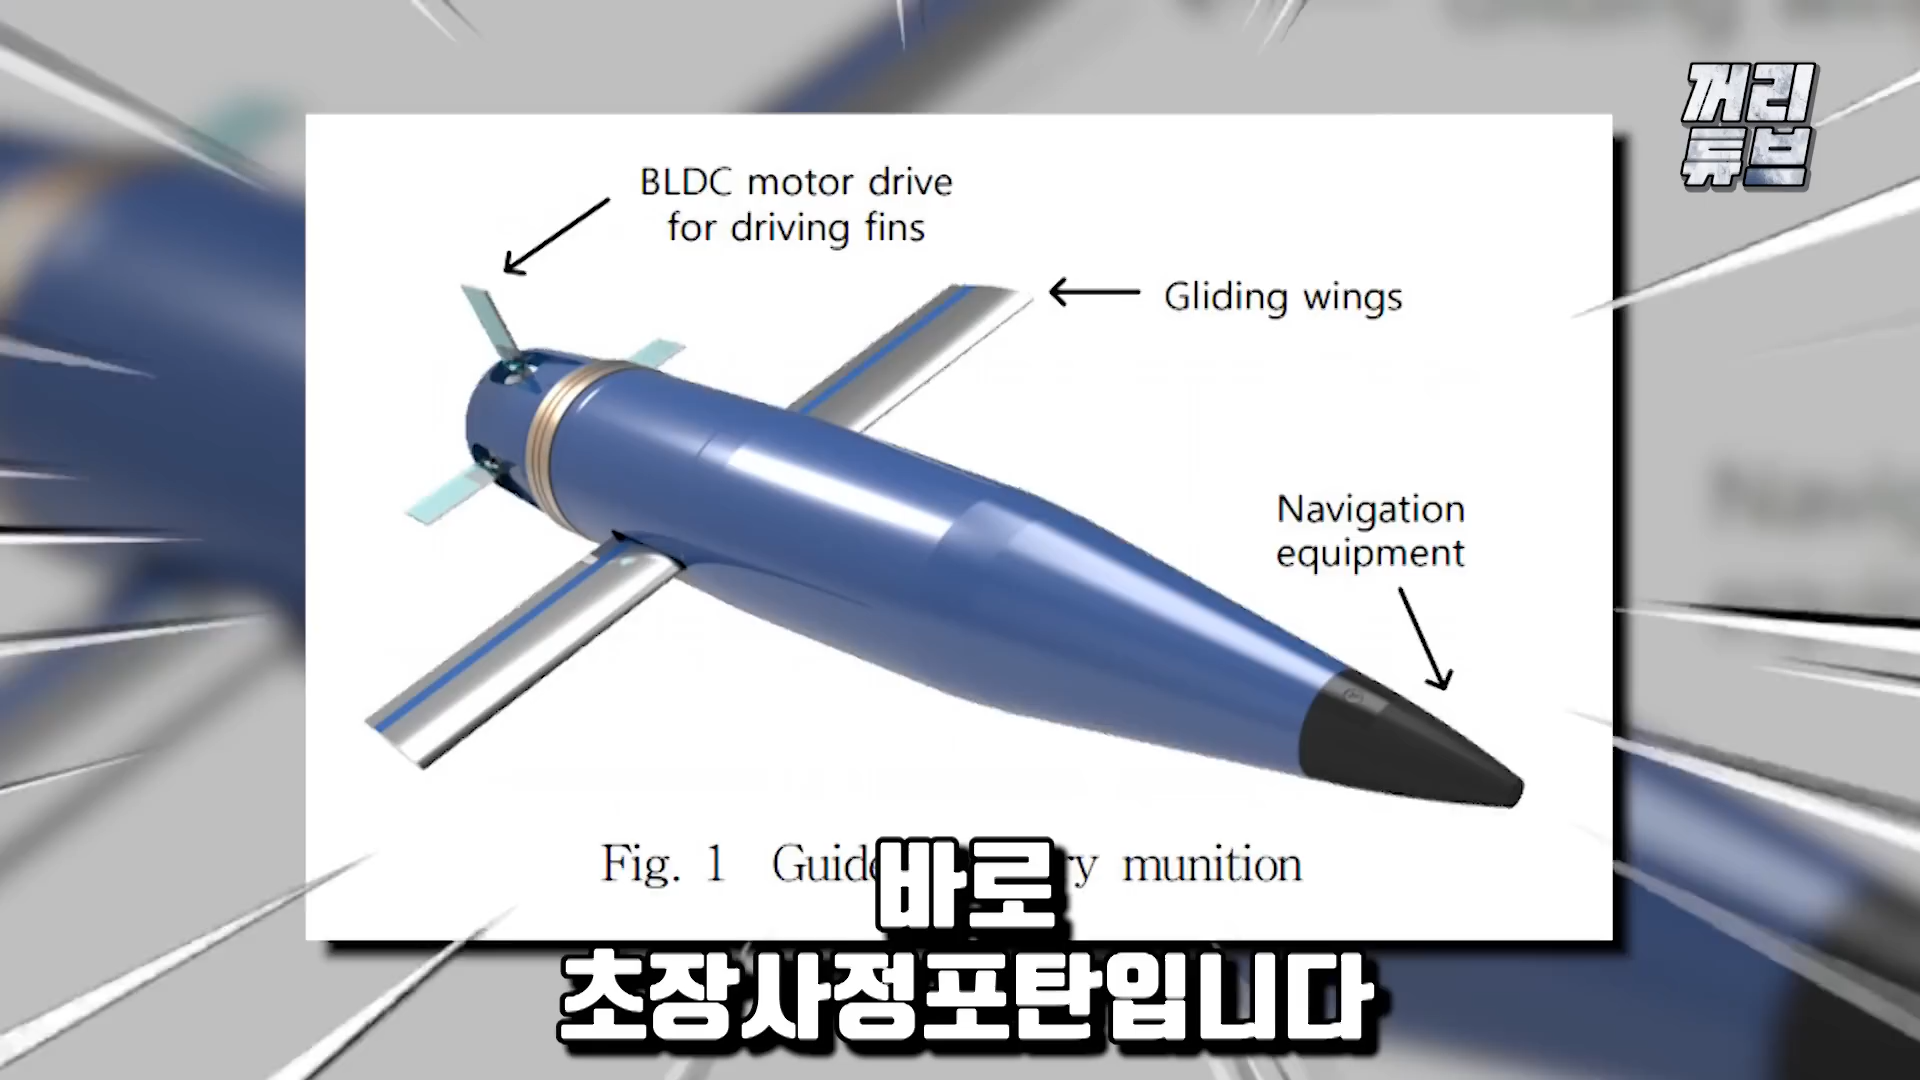 꺼리
튜브
BLDC motor drive
for driving fins
Gliding wings
Navigation
equipment
Fig. 1 munition
바로
초장사정포탄입니다